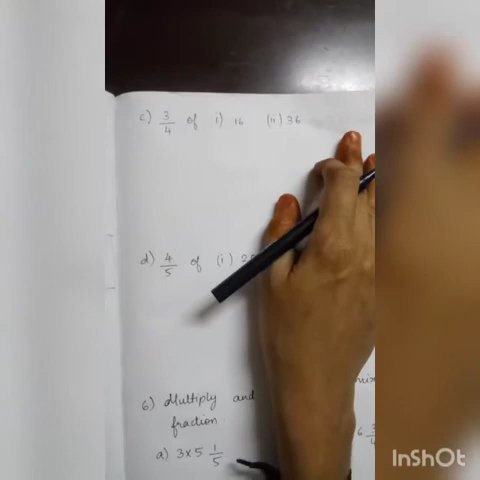 c) 3/4 of i) 16 (ii) 36
d) 4/5 of (i)
6) Multiply and
fraction.
a) 3 × 5 1/5
InShOt